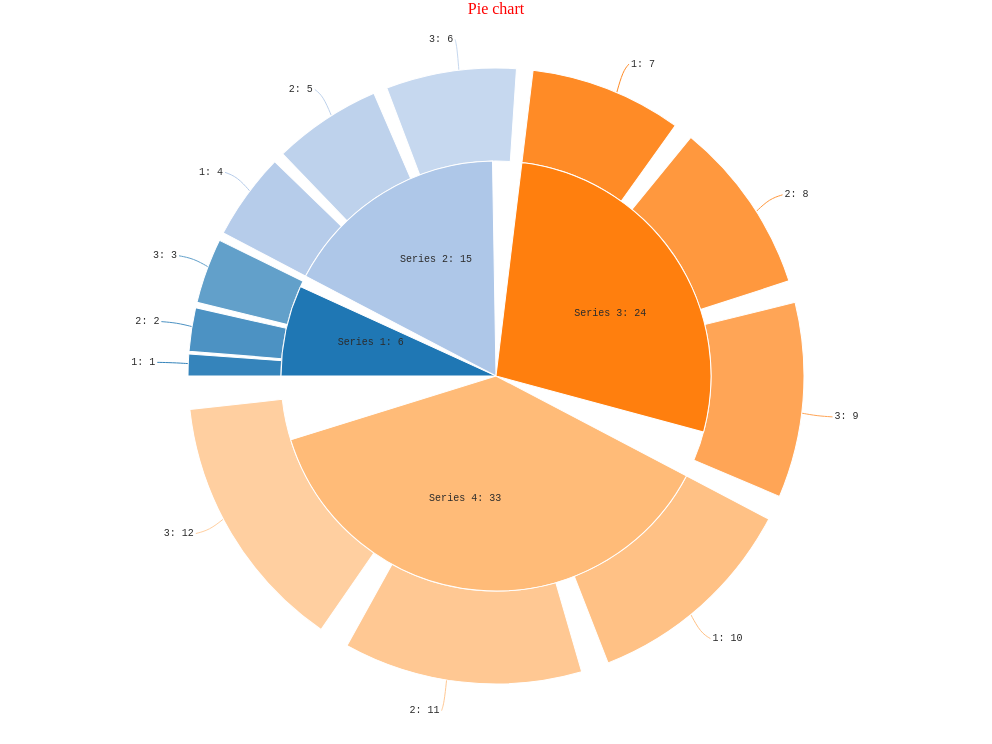 Pie chart
3: 6
1: 7
2: 5
1: 4
2: 8
3: 3
Series 2: 15
Series 3: 24
2: 2
Series 1: 6
1: 1
3: 9
Series 4: 33
3: 12
1: 10
2: 11